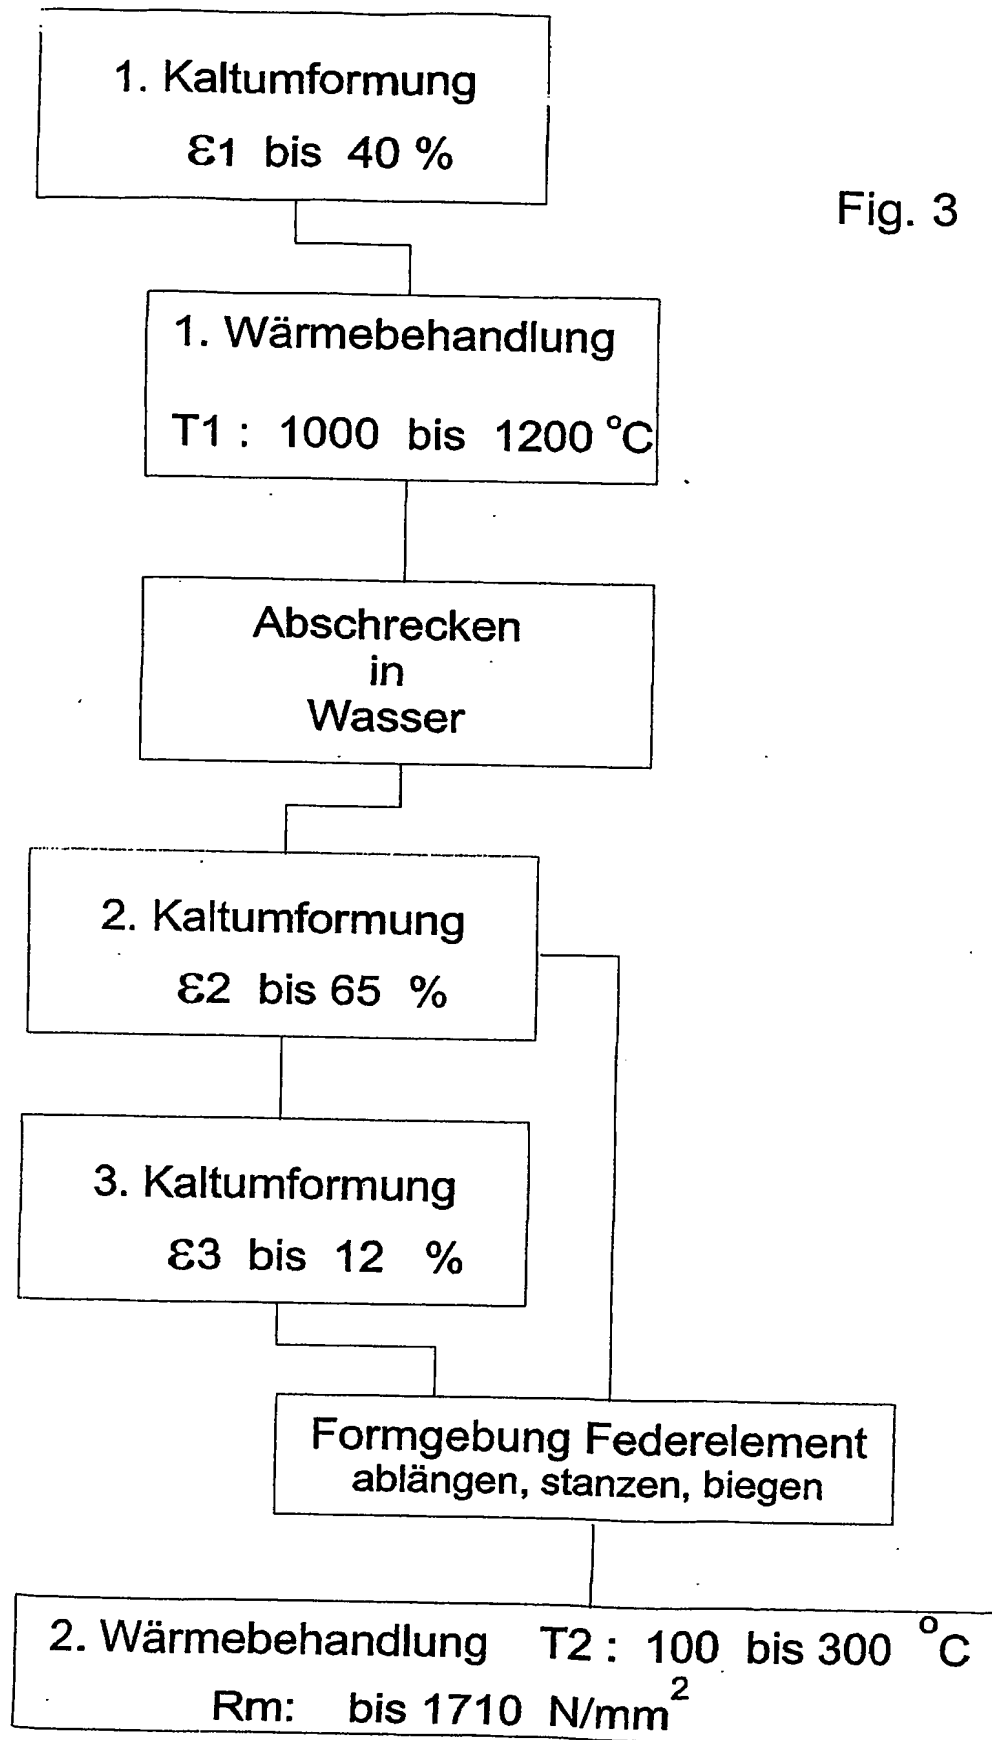 1. Kaltumformung
ε1 bis 40 %
Fig. 3
1. Wärmebehandlung
T1 : 1000 bis 1200 °C
Abschrecken
in
Wasser
2. Kaltumformung
ε2 bis 65 %
3. Kaltumformung
ε3 bis 12 %
Formgebung Federelement
ablängen, stanzen, biegen
2. Wärmebehandlung T2 : 100 bis 300 °C
Rm: bis 1710 N/mm²